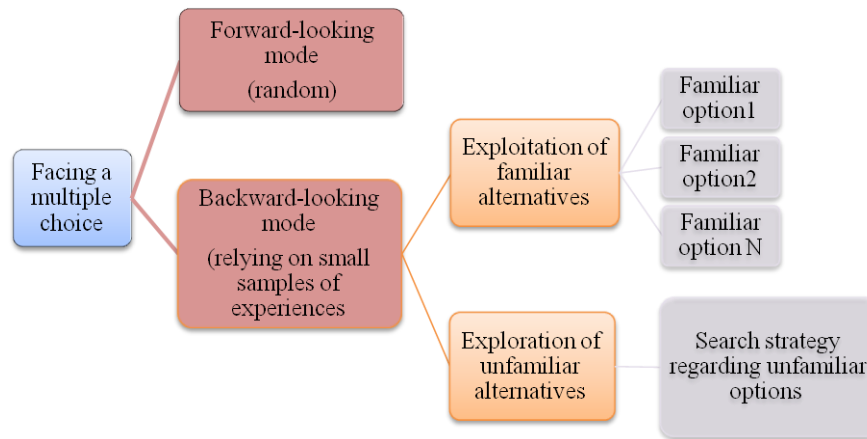 Forward-looking
mode
(random)
Facing a
multiple
choice
Backward-looking
mode
(relying on small
samples of
experiences
Exploitation of
familiar
alternatives
Familiar
option1
Familiar
option2
Familiar
option N
Exploration of
unfamiliar
alternatives
Search strategy
regarding unfamiliar
options